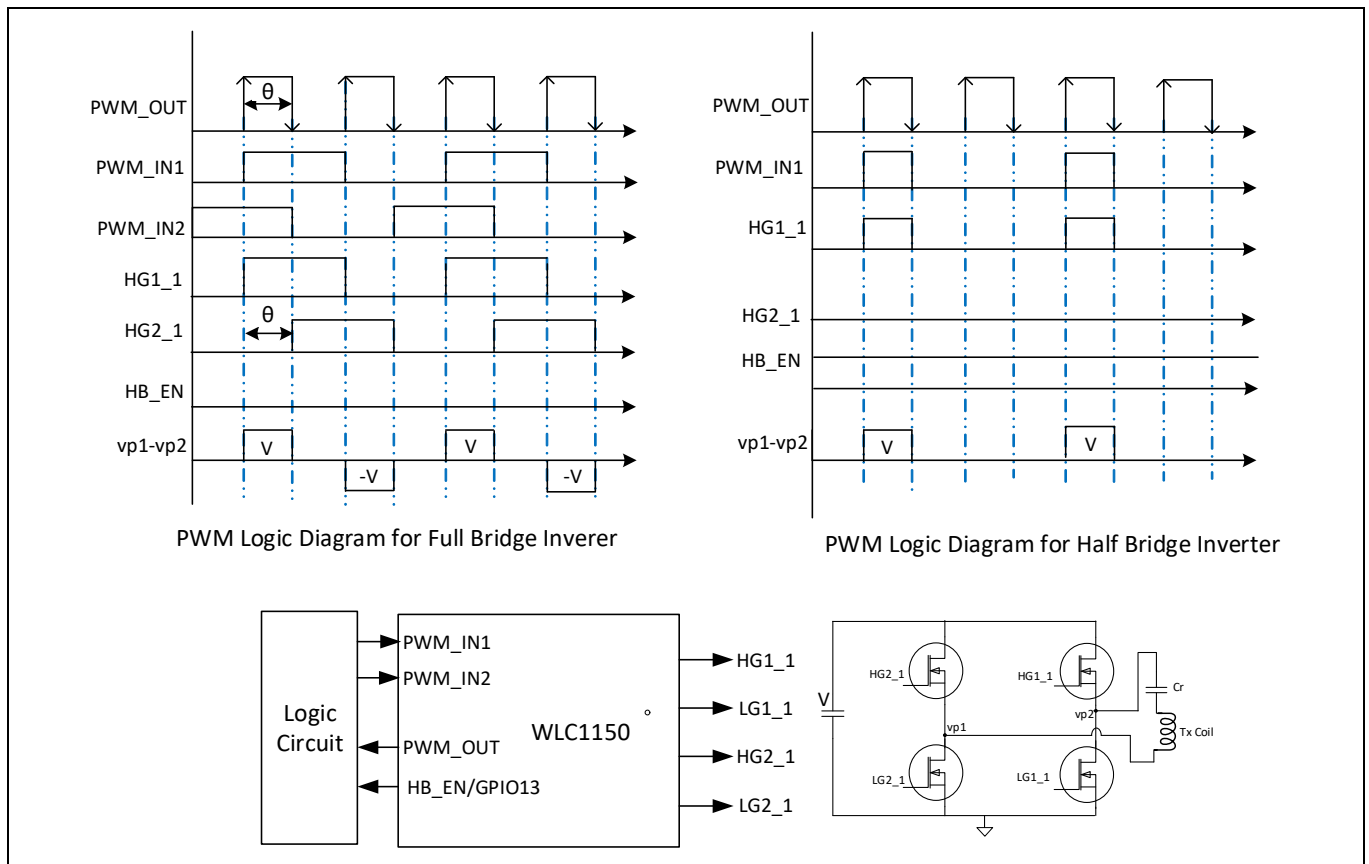 PWM_OUT
θ
PWM_IN1
PWM_IN2
HG1_1
HG2_1
θ
HB_EN
vp1-vp2
V
-V
V
-V
PWM Logic Diagram for Full Bridge Inverer
PWM_OUT
PWM_IN1
HG1_1
HG2_1
HB_EN
vp1-vp2
V
V
PWM Logic Diagram for Half Bridge Inverter
Logic
Circuit
PWM_IN1
PWM_IN2
PWM_OUT
HB_EN/GPIO13
WLC1150
HG1_1
LG1_1
HG2_1
LG2_1
V
HG2_1
HG1_1
vp1
vp2
Cr
Tx Coil
LG2_1
LG1_1